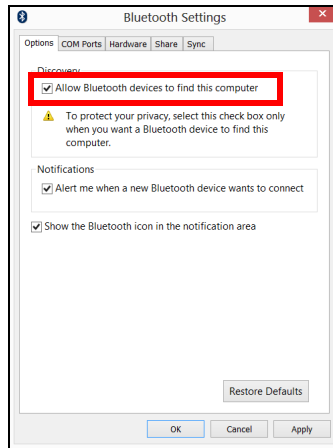 Bluetooth Settings
Options COM Ports Hardware Share Sync
Discovery
Allow Bluetooth devices to find this computer
To protect your privacy, select this check box only
when you want a Bluetooth device to find this
computer.
Notifications
Alert me when a new Bluetooth device wants to connect
Show the Bluetooth icon in the notification area
Restore Defaults
OK Cancel Apply